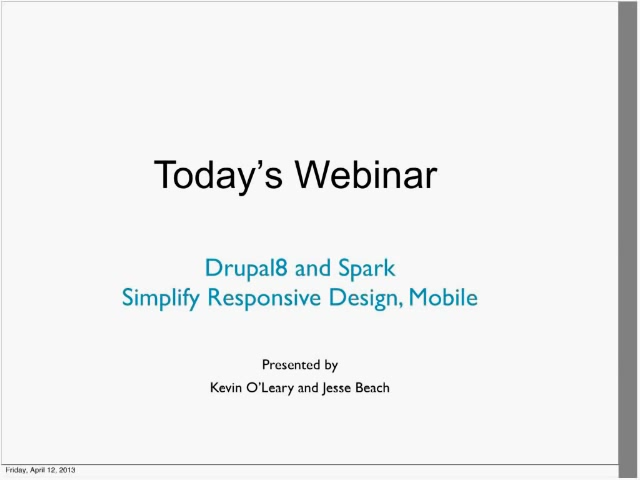 Today’s Webinar
Drupal8 and Spark
Simplify Responsive Design, Mobile
Presented by
Kevin O’Leary and Jesse Beach
Friday, April 12, 2013